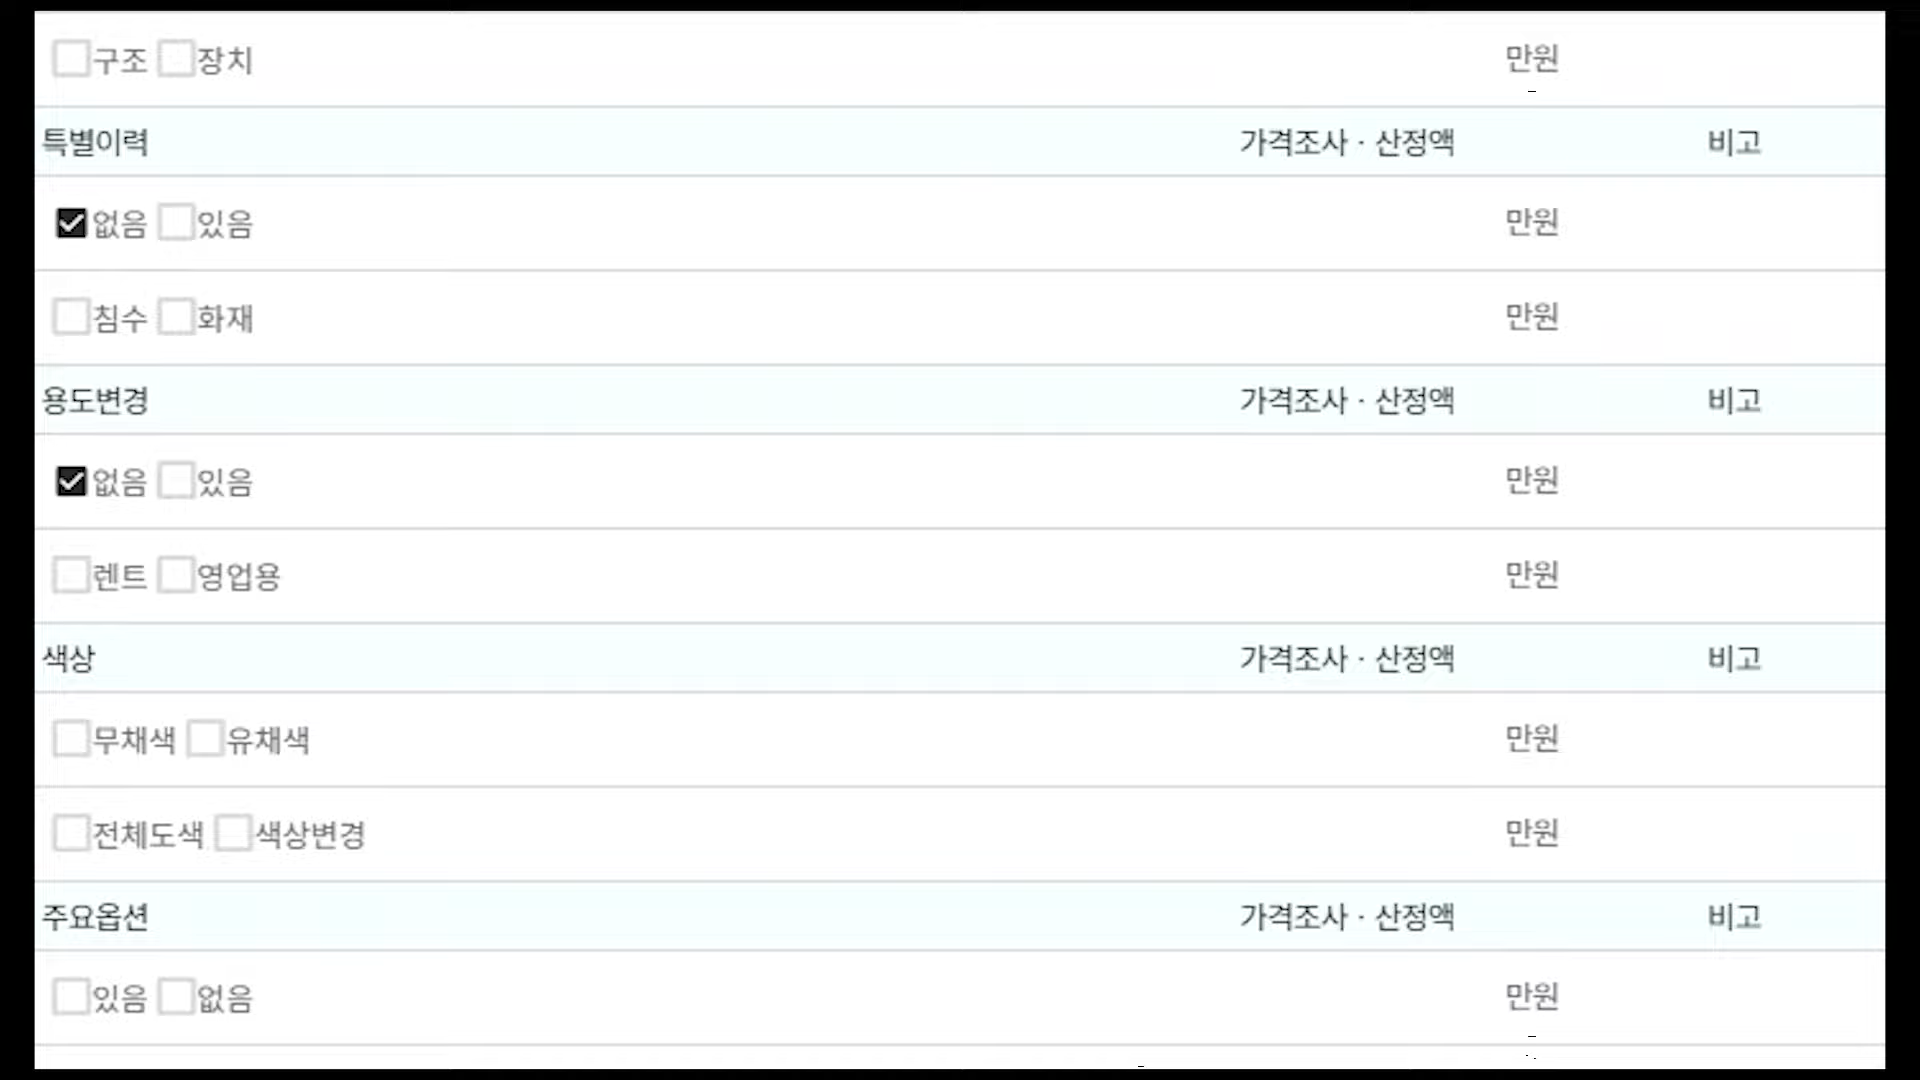 구조 장치 만원
특별이력 가격조사 · 산정액 비고
없음 있음 만원
침수 화재 만원
용도변경 가격조사 · 산정액 비고
없음 있음 만원
렌트 영업용 만원
색상 가격조사 · 산정액 비고
무채색 유채색 만원
전체도색 색상변경 만원
주요옵션 가격조사 · 산정액 비고
있음 없음 만원